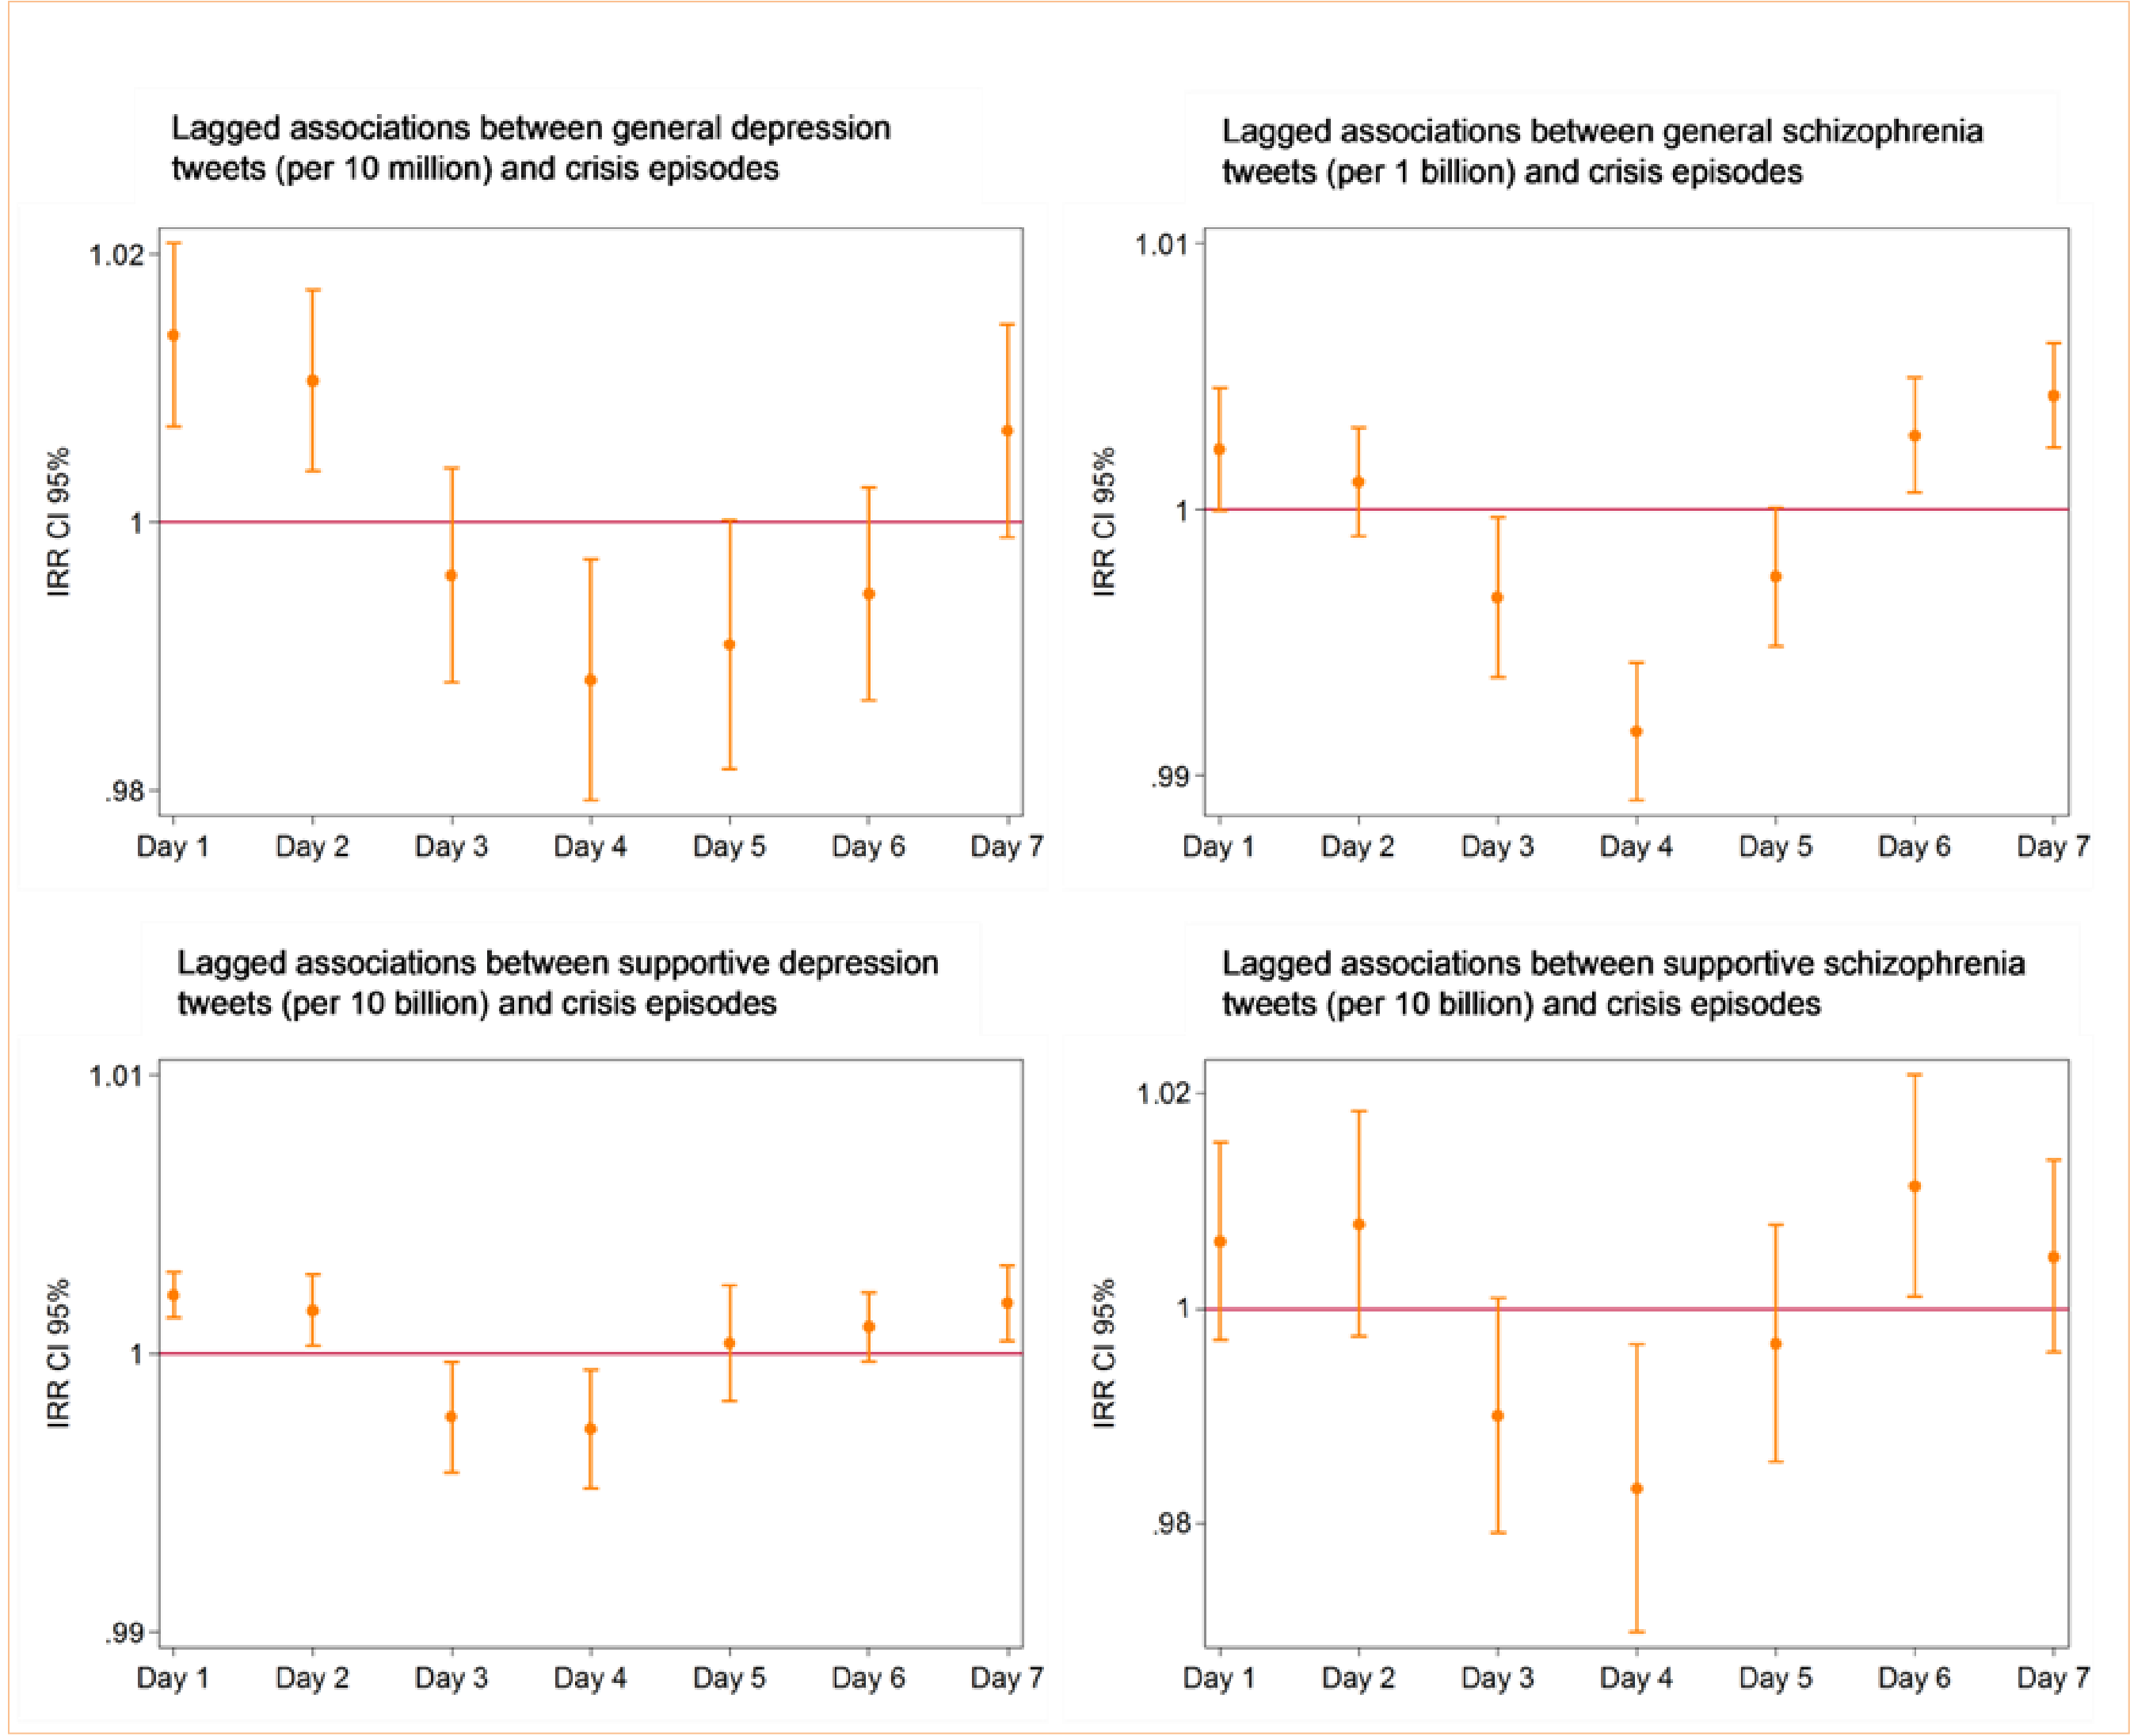 Lagged associations between general depression
tweets (per 10 million) and crisis episodes
1.02
1
.98
IRR CI 95%
Day 1 Day 2 Day 3 Day 4 Day 5 Day 6 Day 7
Lagged associations between general schizophrenia
tweets (per 1 billion) and crisis episodes
1.01
1
.99
IRR CI 95%
Day 1 Day 2 Day 3 Day 4 Day 5 Day 6 Day 7
Lagged associations between supportive depression
tweets (per 10 billion) and crisis episodes
1.01
1
.99
IRR CI 95%
Day 1 Day 2 Day 3 Day 4 Day 5 Day 6 Day 7
Lagged associations between supportive schizophrenia
tweets (per 10 billion) and crisis episodes
1.02
1
.98
IRR CI 95%
Day 1 Day 2 Day 3 Day 4 Day 5 Day 6 Day 7